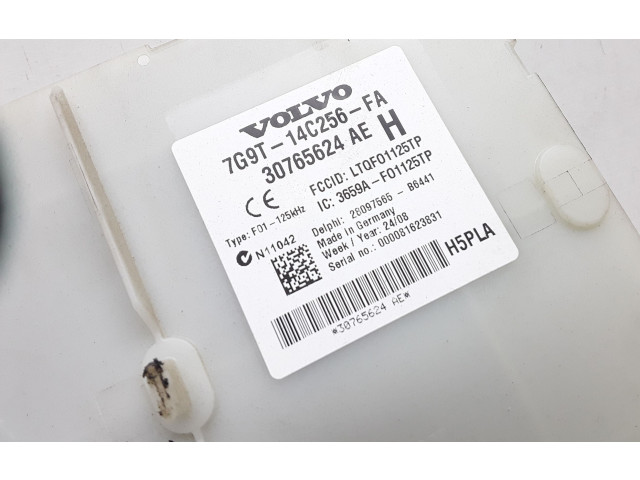 VOLVO
7G9T-14C256-FA
30765624 AE H
FCCID: LTQFO1125TP
IC: 3659A-FO1125TP
CE
Type: FO1-125kHz
N11042
Delphi: 28097565 - B6441
Made in Germany
Week / Year: 24/08
Serial no.: 000081623831
H5PLA
*30765624 AE*